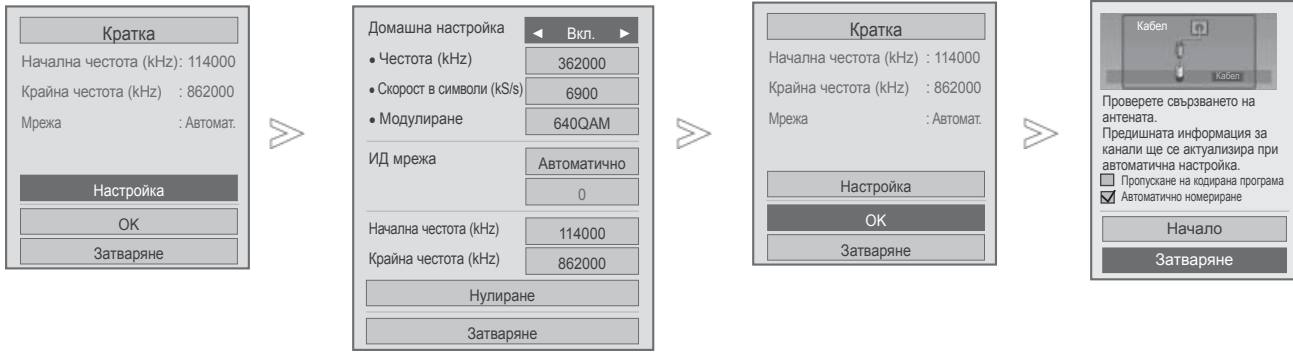 Кратка
Начална честота (kHz) : 114000
Крайна честота (kHz) : 862000
Мрежа : Автомат.
Настройка
OK
Затваряне
Домашна настройка ◄ Вкл. ►
• Честота (kHz) 362000
• Скорост в символи (kS/s) 6900
• Модулиране 640QAM
ИД мрежа Автоматично
0
Начална честота (kHz) 114000
Крайна честота (kHz) 862000
Нулиране
Затваряне
Кратка
Начална честота (kHz) : 114000
Крайна честота (kHz) : 862000
Мрежа : Автомат.
Настройка
OK
Затваряне
Кабел
Кабел
Проверете свързването на
антената.
Предишната информация за
канали ще се актуализира при
автоматична настройка.
Пропускане на кодирана програма
Автоматично номериране
Начало
Затваряне